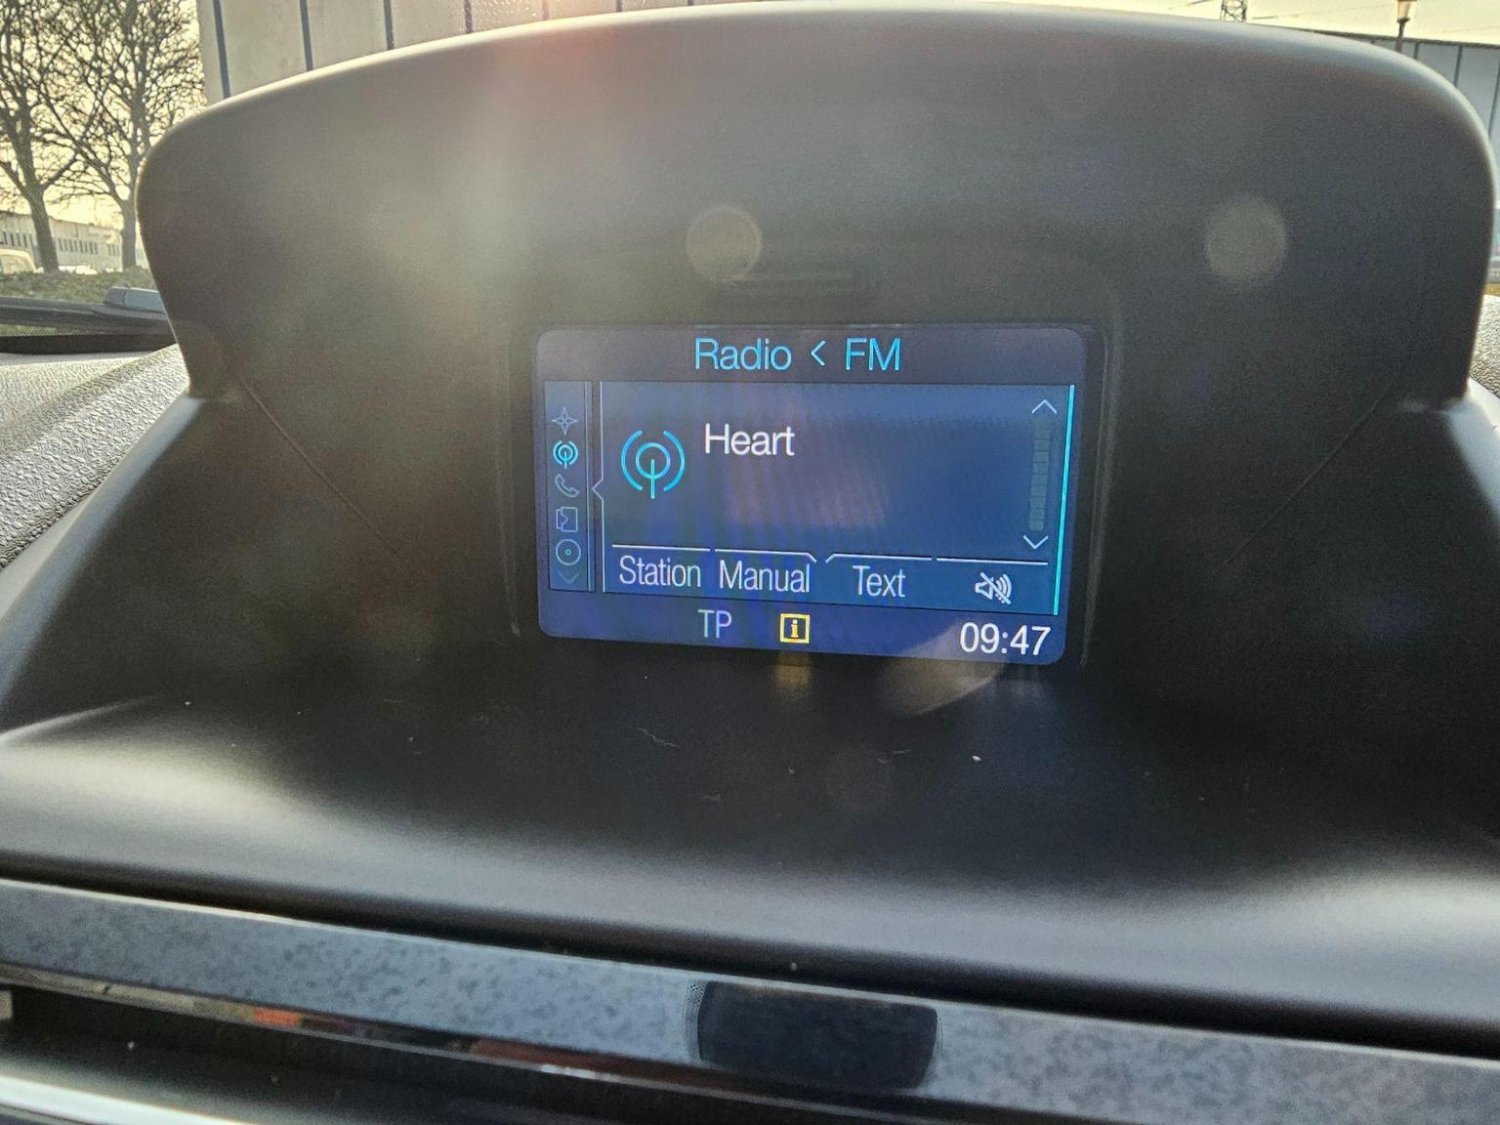 Radio < FM
Heart
Station Manual Text
TP i 09:47